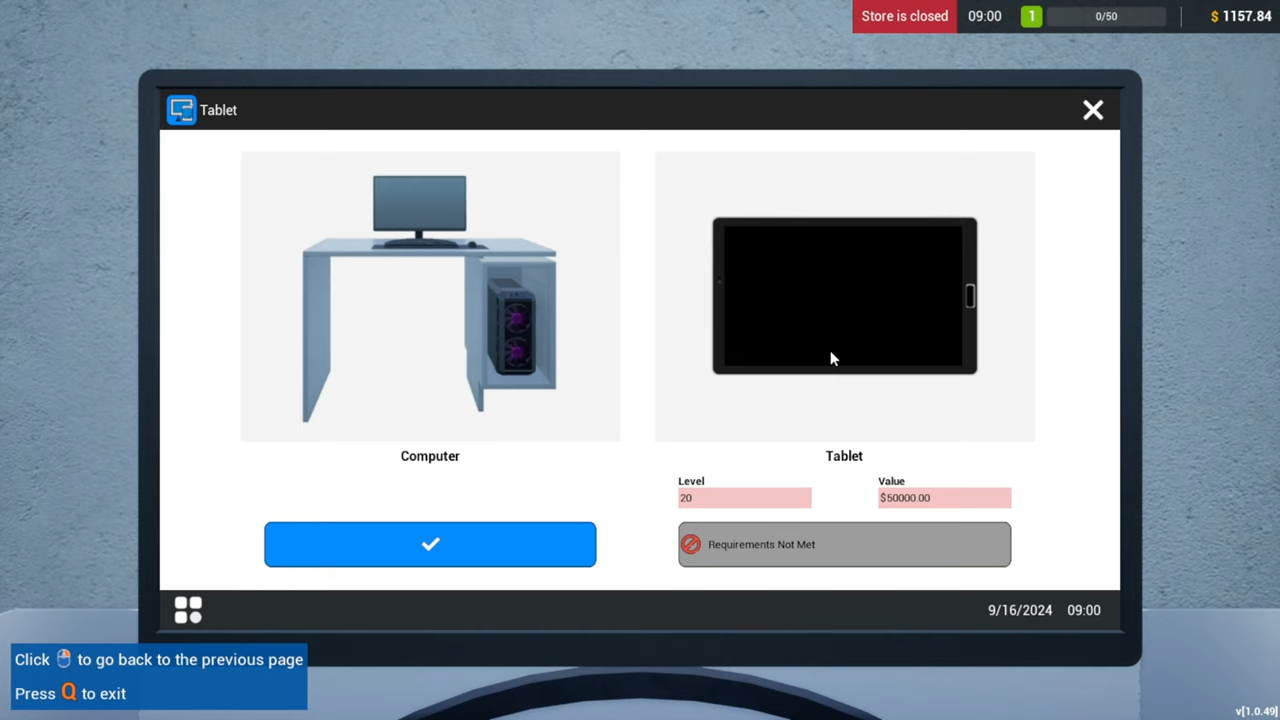 Store is closed 09:00 1 0/50 $ 1157.84
Tablet
Computer
Tablet
Level
Value
20
$50000.00
Requirements Not Met
9/16/2024 09:00
Click to go back to the previous page
Press Q to exit
v[1.0.49]